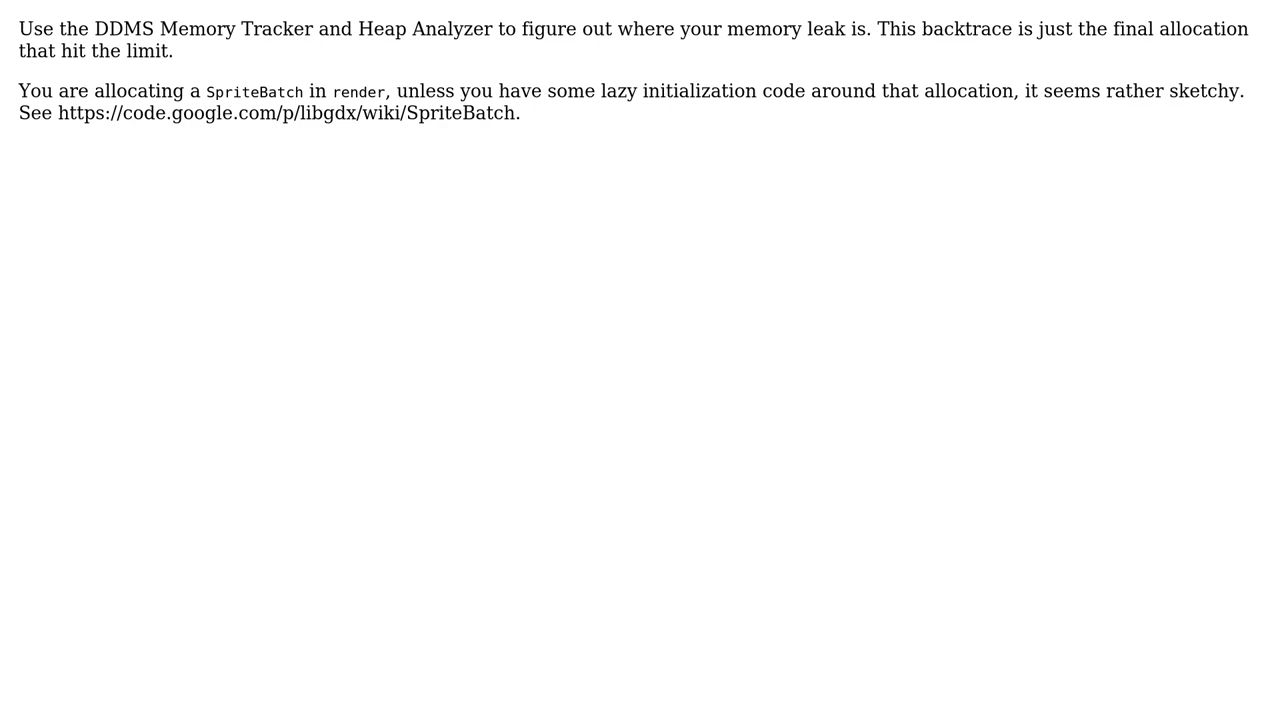 Use the DDMS Memory Tracker and Heap Analyzer to figure out where your memory leak is. This backtrace is just the final allocation
that hit the limit.
You are allocating a SpriteBatch in render, unless you have some lazy initialization code around that allocation, it seems rather sketchy.
See https://code.google.com/p/libgdx/wiki/SpriteBatch.